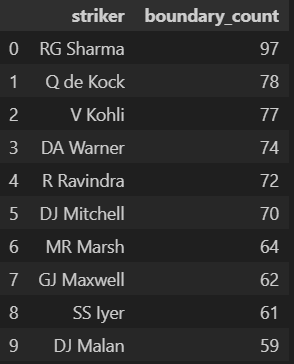 striker boundary_count
0 RG Sharma 97
1 Q de Kock 78
2 V Kohli 77
3 DA Warner 74
4 R Ravindra 72
5 DJ Mitchell 70
6 MR Marsh 64
7 GJ Maxwell 62
8 SS Iyer 61
9 DJ Malan 59